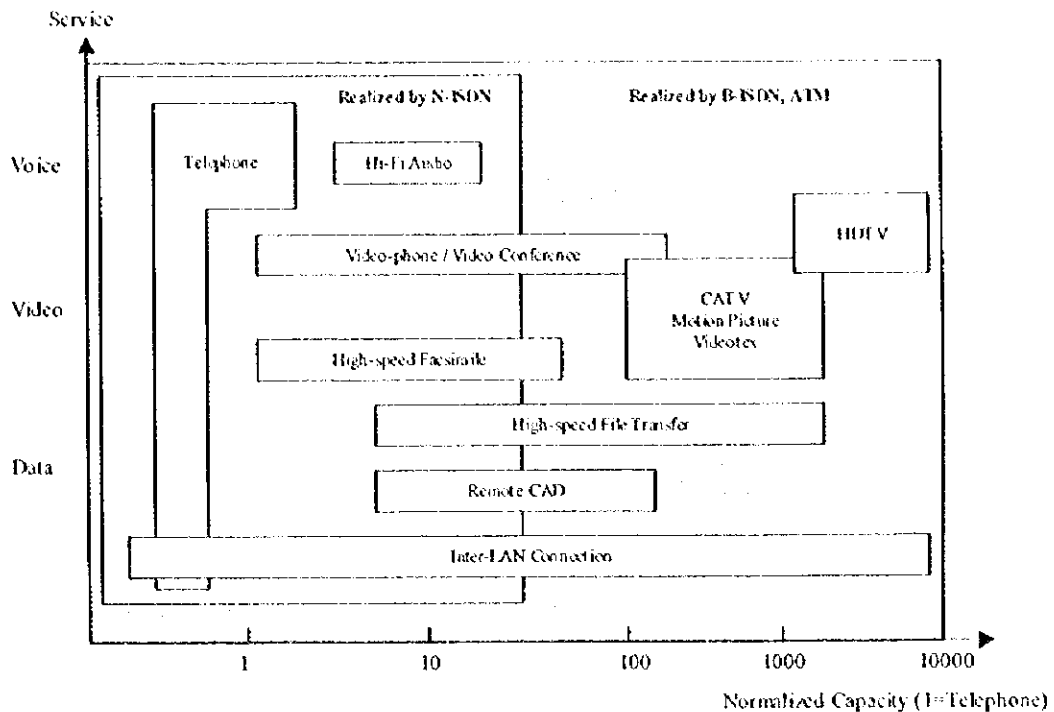 Service
Realized by N-ISDN
Realized by B-ISDN, ATM
Voice
Telephone
Hi-Fi Audio
HDTV
Video-phone / Video Conference
Video
CATV
Motion Picture
Videotex
High-speed Facsimile
High-speed File Transfer
Data
Remote CAD
Inter-LAN Connection
1
10
100
1000
10000
Normalized Capacity (1=Telephone)